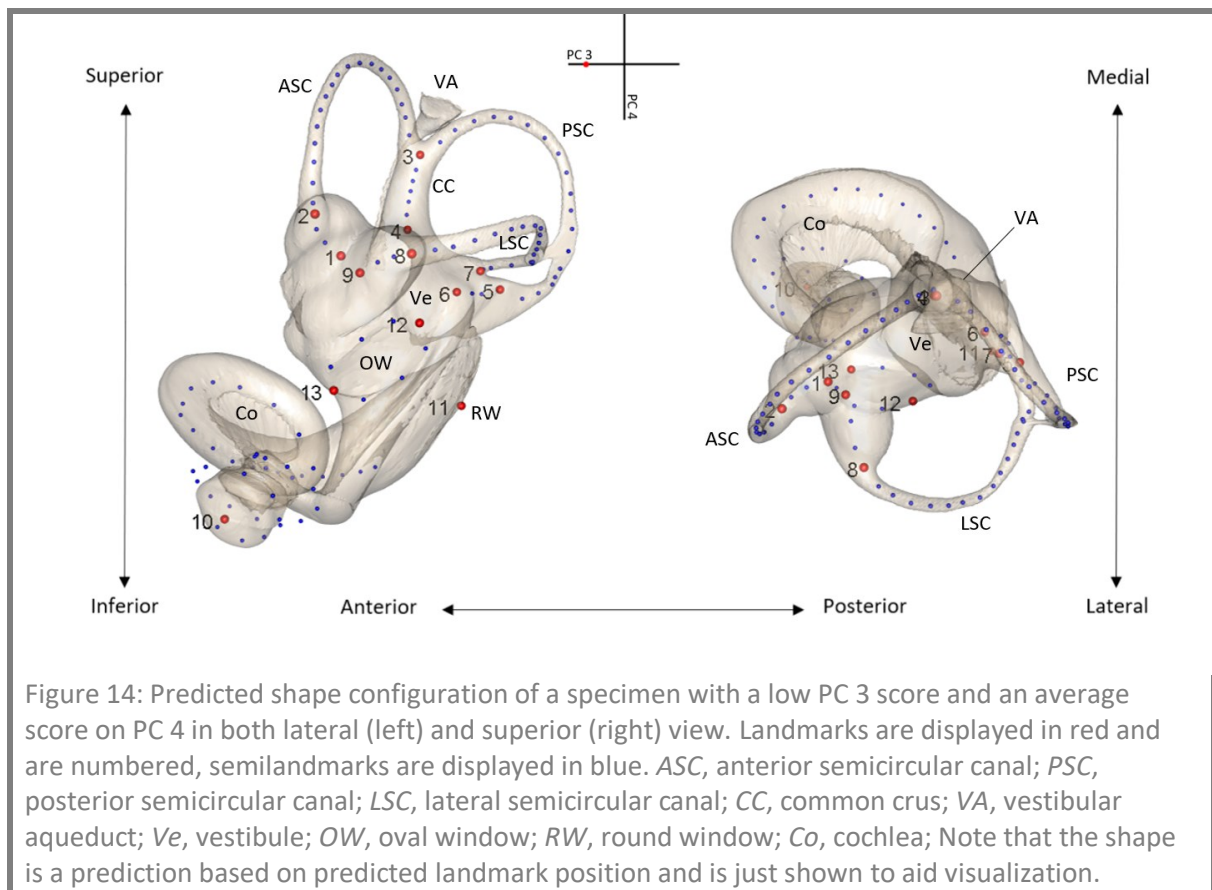 PC 3
PC 4
Superior
Inferior
Anterior
Posterior
Medial
Lateral
ASC
VA
PSC
3
CC
2
4
8
LSC
1
9
7
Ve
6
5
12
OW
13
11
RW
Co
10
Co
VA
10
6
Ve
11
7
13
1
9
12
PSC
ASC
8
LSC
Figure 14: Predicted shape configuration of a specimen with a low PC 3 score and an average
score on PC 4 in both lateral (left) and superior (right) view. Landmarks are displayed in red and
are numbered, semilandmarks are displayed in blue. ASC, anterior semicircular canal; PSC,
posterior semicircular canal; LSC, lateral semicircular canal; CC, common crus; VA, vestibular
aqueduct; Ve, vestibule; OW, oval window; RW, round window; Co, cochlea; Note that the shape
is a prediction based on predicted landmark position and is just shown to aid visualization.